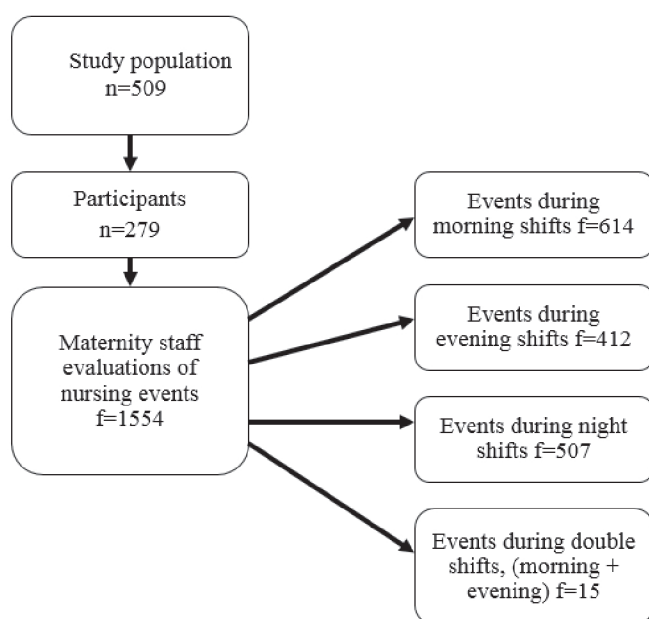 Study population
n=509
Participants
n=279
Maternity staff
evaluations of
nursing events
f=1554
Events during
morning shifts f=614
Events during
evening shifts f=412
Events during night
shifts f=507
Events during double
shifts, (morning +
evening) f=15